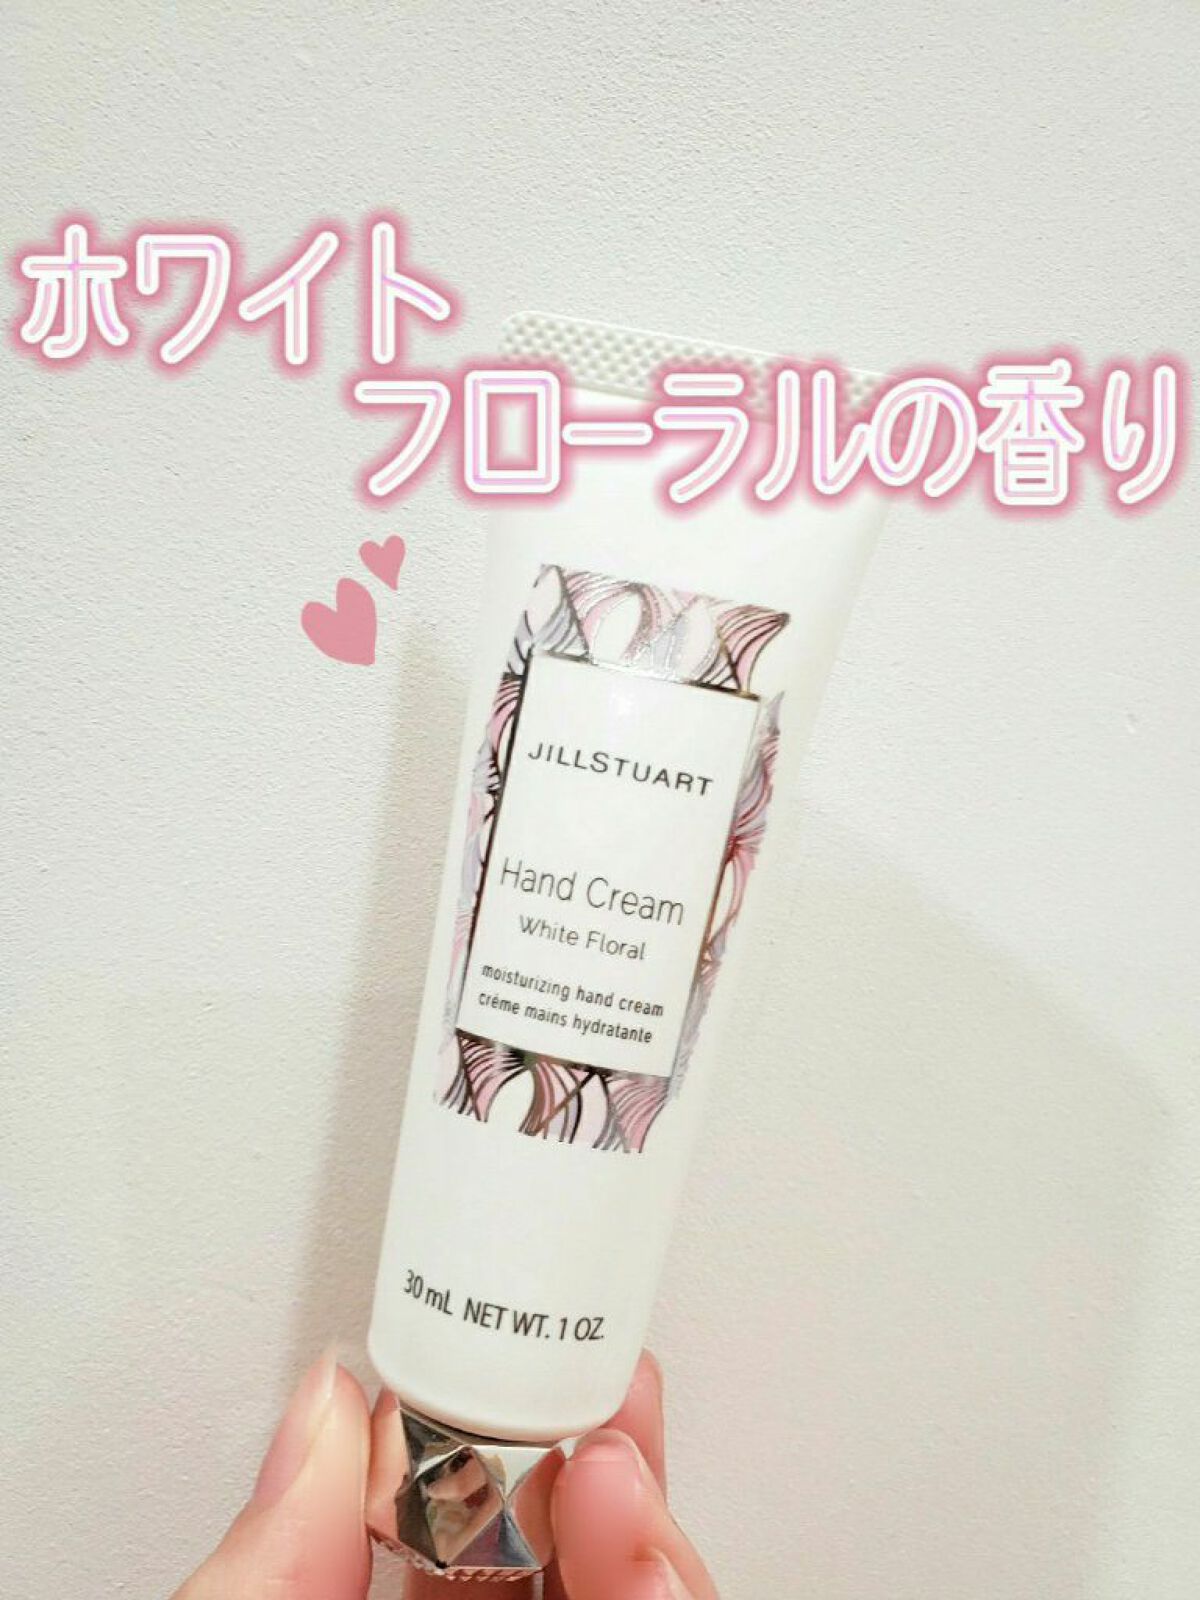 ホワイト
フローラルの香り
JILLSTUART
Hand Cream
White Floral
moisturizing hand cream
crème mains hydratante
30 mL NET WT. 1 OZ.